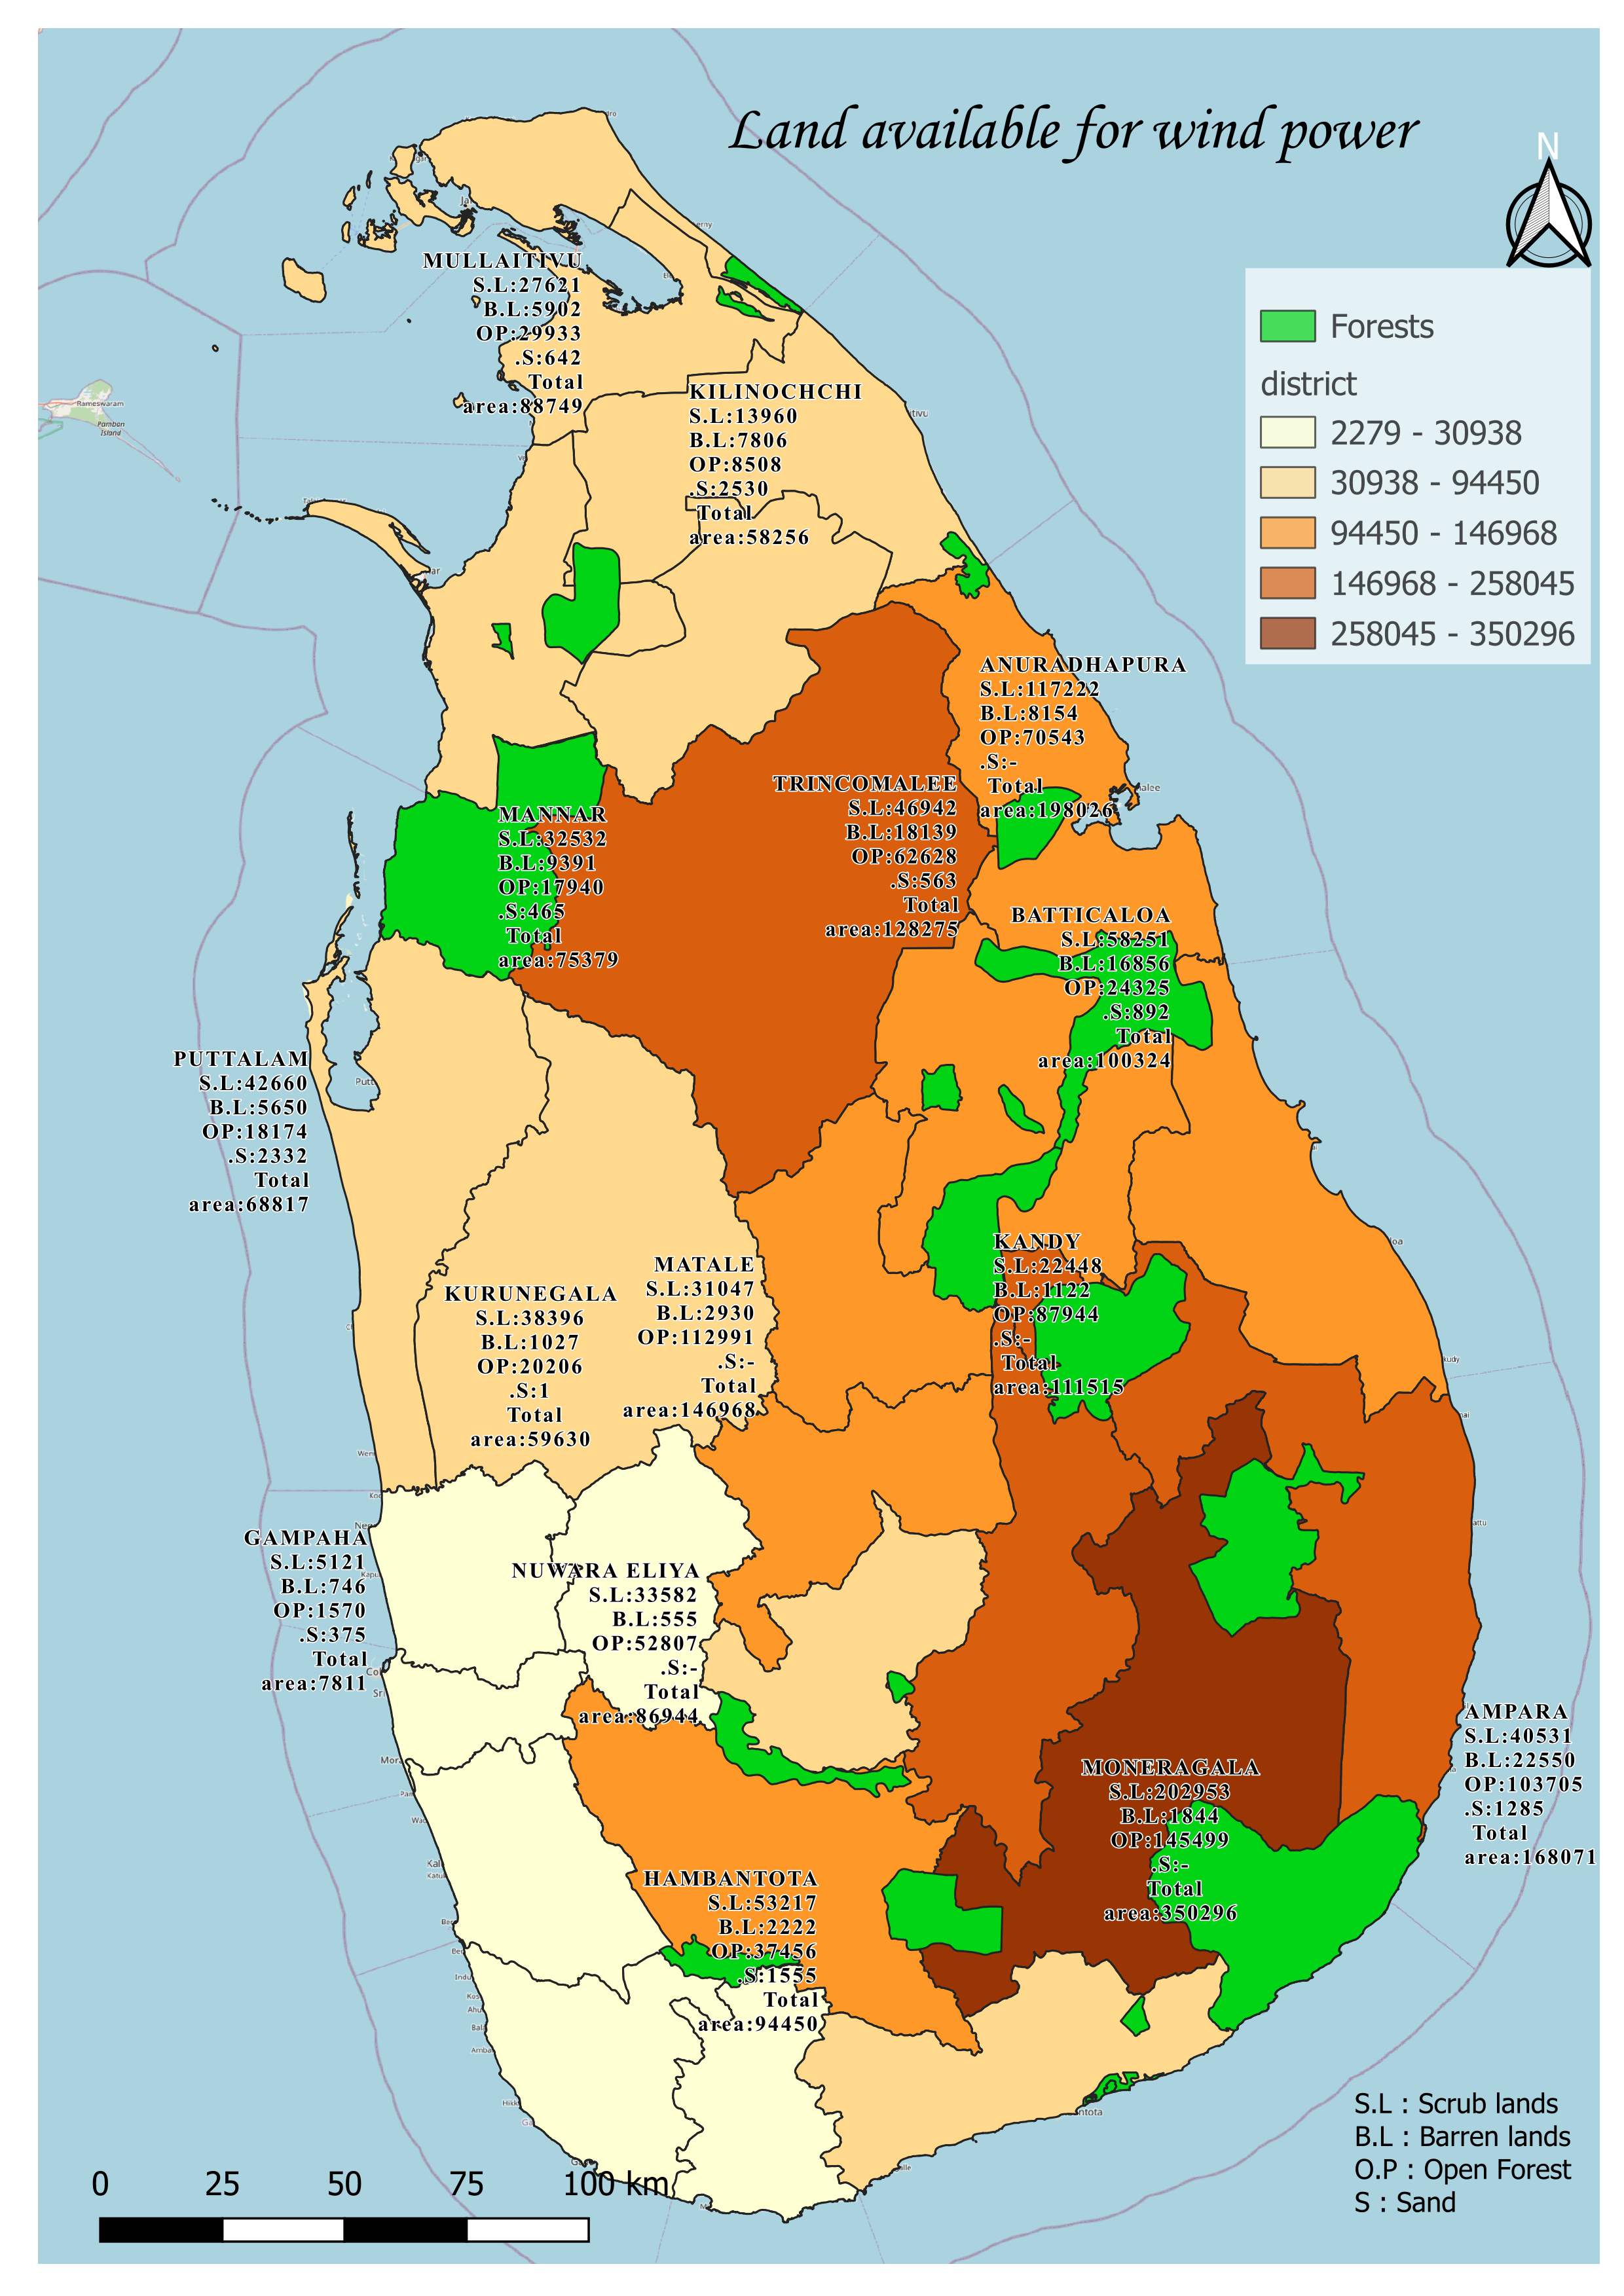 Land available for wind power
N
Forests
district
2279 - 30938
30938 - 94450
94450 - 146968
146968 - 258045
258045 - 350296
MULLAITIVU
S.L:27621
B.L:5902
OP:29933
.S:642
Total
area:88749
Rameswaram
Pamban
Island
KILINOCHCHI
S.L:13960
B.L:7806
OP:8508
.S:2530
Total
area:58256
ANURADHAPURA
S.L:117222
B.L:8154
OP:70543
.S:-
Total
area:198026
TRINCOMALEE
S.L:46942
B.L:18139
OP:62628
.S:563
Total
area:128275
MANNAR
S.L:32532
B.L:9391
OP:17940
.S:465
Total
area:75379
BATTICALOA
S.L:58251
B.L:16856
OP:24325
.S:892
Total
area:100324
PUTTALAM
S.L:42660
B.L:5650
OP:18174
.S:2332
Total
area:68817
KANDY
S.L:22448
B.L:1122
OP:87944
.S:-
Total
area:111515
MATALE
S.L:31047
B.L:2930
OP:112991
.S:-
Total
area:146968
KURUNEGALA
S.L:38396
B.L:1027
OP:20206
.S:1
Total
area:59630
GAMPAHA
S.L:5121
B.L:746
OP:1570
.S:375
Total
area:7811
NUWARA ELIYA
S.L:33582
B.L:555
OP:52807
.S:-
Total
area:86944
AMPARA
S.L:40531
B.L:22550
OP:103705
.S:1285
Total
area:168071
MONERAGALA
S.L:202953
B.L:1844
OP:145499
.S:-
Total
area:350296
HAMBANTOTA
S.L:53217
B.L:2222
OP:37456
.S:1555
Total
area:94450
S.L : Scrub lands
B.L : Barren lands
O.P : Open Forest
S : Sand
0 25 50 75 100 km